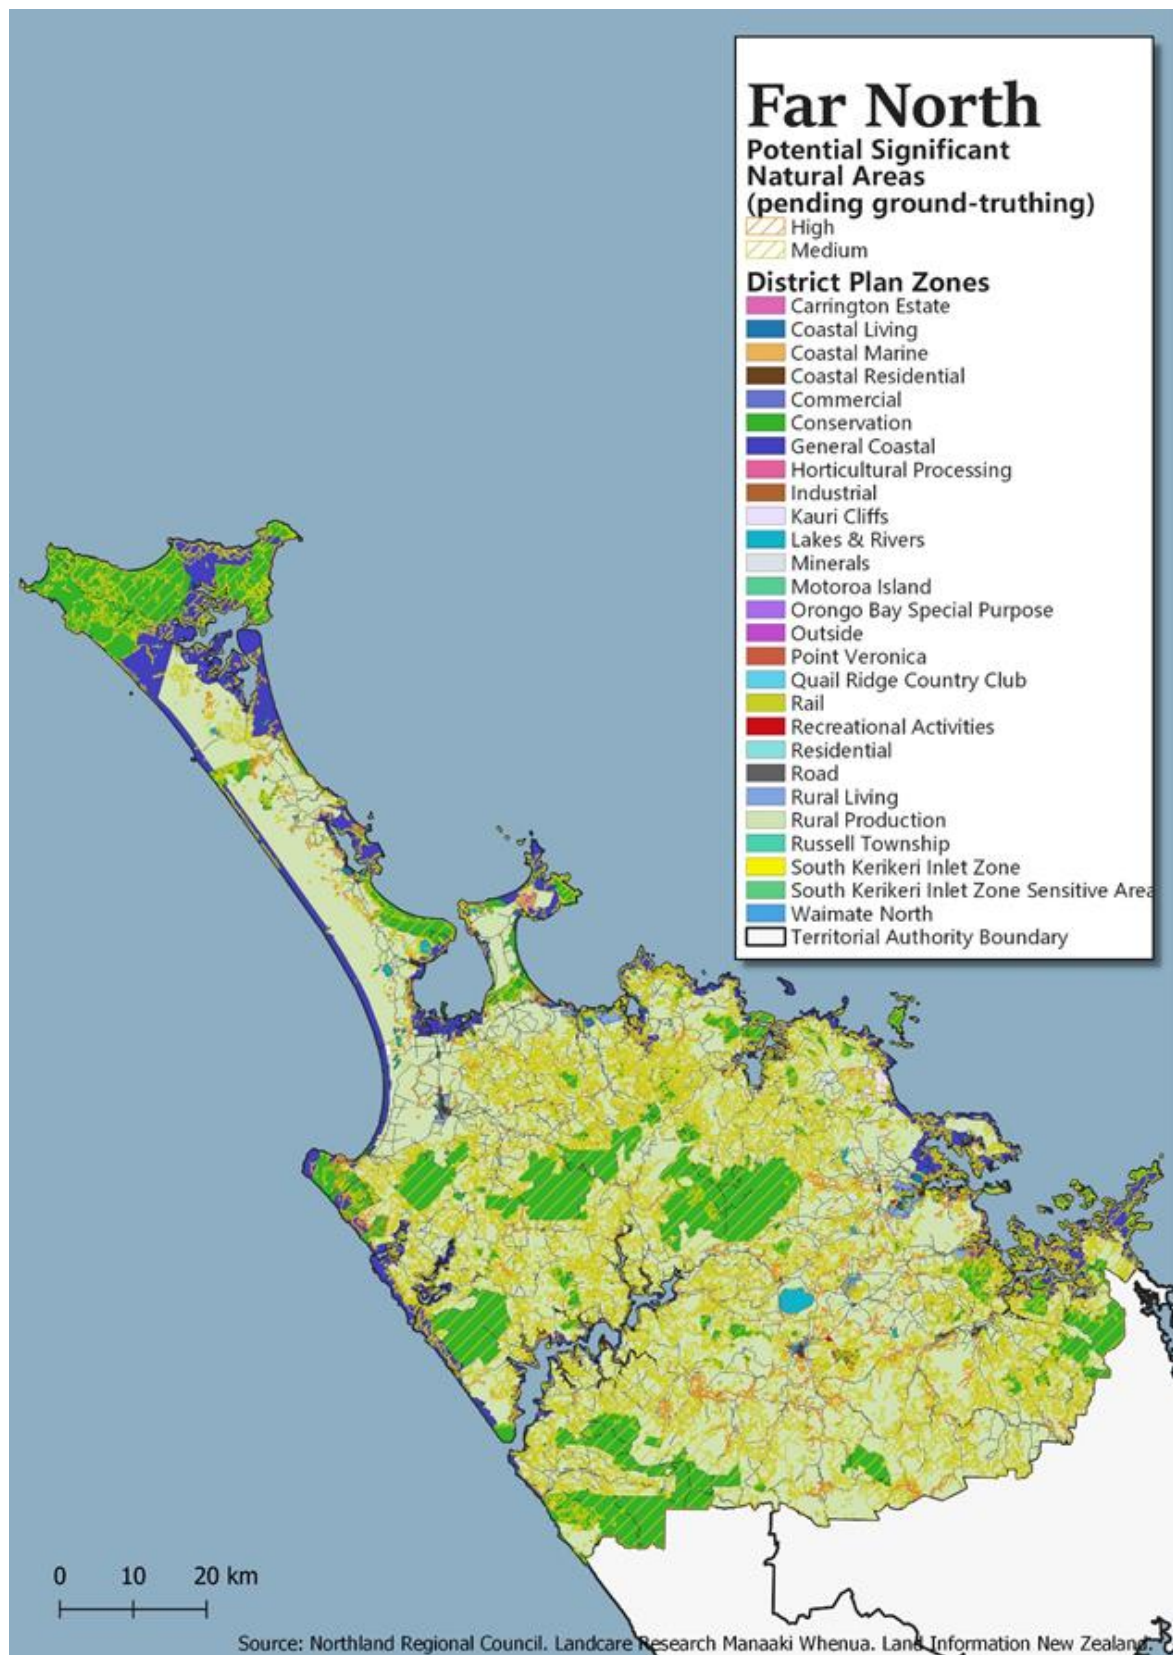 Far North
Potential Significant
Natural Areas
(pending ground-truthing)
High
Medium
District Plan Zones
Carrington Estate
Coastal Living
Coastal Marine
Coastal Residential
Commercial
Conservation
General Coastal
Horticultural Processing
Industrial
Kauri Cliffs
Lakes & Rivers
Minerals
Motoroa Island
Orongo Bay Special Purpose
Outside
Point Veronica
Quail Ridge Country Club
Rail
Recreational Activities
Residential
Road
Rural Living
Rural Production
Russell Township
South Kerikeri Inlet Zone
South Kerikeri Inlet Zone Sensitive Area
Waimate North
Territorial Authority Boundary
0 10 20 km
Source: Northland Regional Council. Landcare Research Manaaki Whenua. Land Information New Zealand.